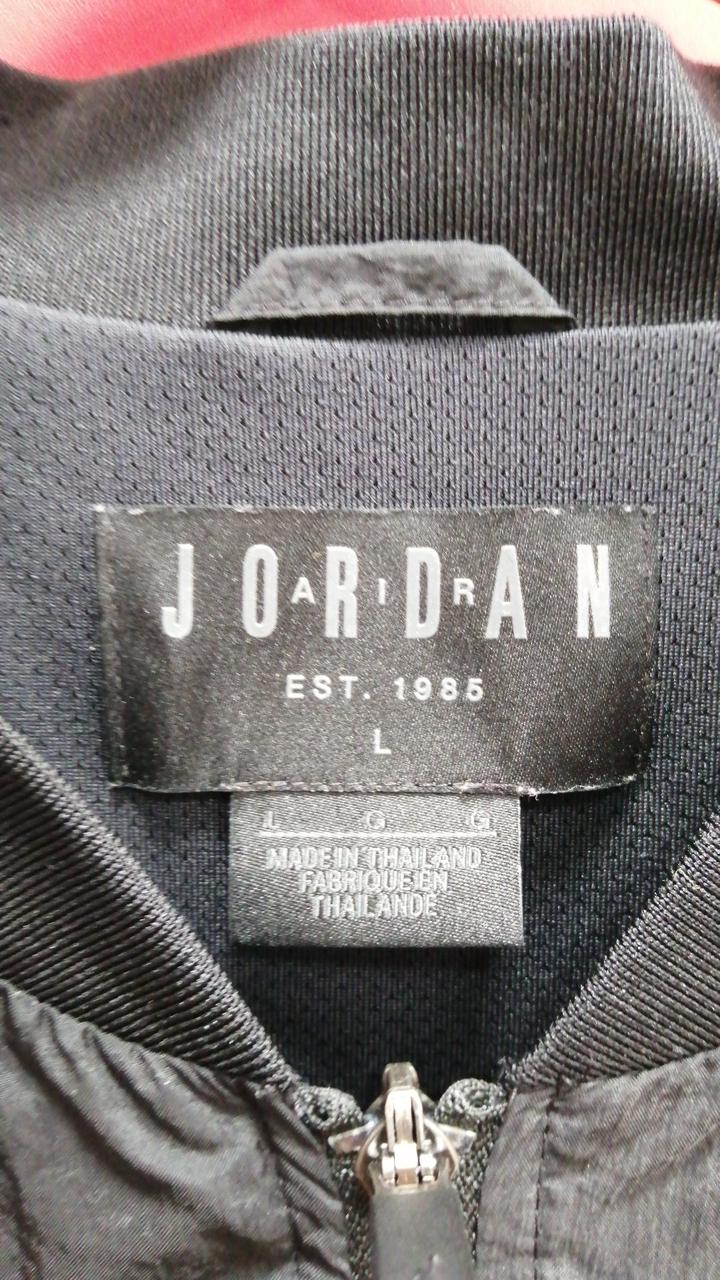 JORDAN
AIR
EST. 1985
L
L G G
MADE IN THAILAND
FABRIQUE EN
THAILANDE